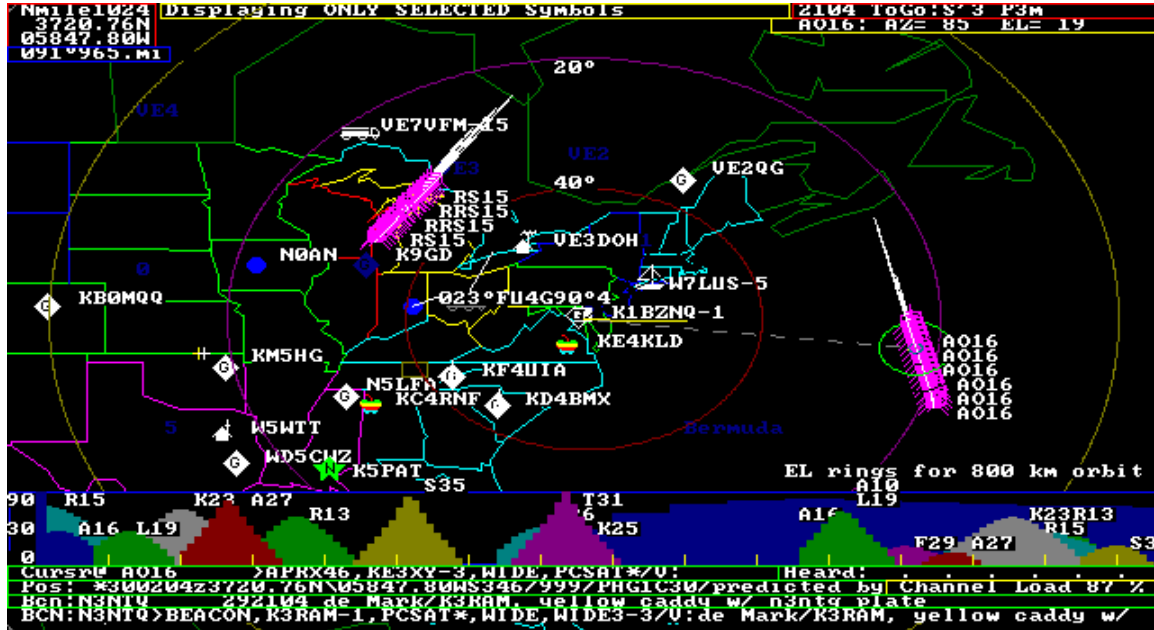 Nmile1024
Displaying ONLY SELECTED Symbols
2104 ToGo:S'3 P3m
3720.76N
AO16: AZ= 85 EL= 19
05847.80W
091°965.mi
20°
VE4
VE7VFM-15
VE3
VE2
VE2QG
40°
RS15
RRS15
RRS15
RS15
VE3DOH
1
N0AN
K9GD
0
W7LUS-5
KB0MQQ
023°FU4G90°4
K1BZNQ-1
KE4KLD
AO16
AO16
AO16
AO16
AO16
AO16
KM5HG
KF4UIA
N5LFA
KC4RNF
KD4BMX
5
W5WTT
Bermuda
WD5CWZ
K5PAT
EL rings for 800 km orbit
S35
A10
90
R15
K23
A27
T31
L19
R13
A16
K23R13
30
A16
L19
K25
R15
F29
A27
S3
0
Cursr@ AO16 >APRX46,KE3XY-3,WIDE,PCSAT*/V:
Heard: . . . . . .
Pos: *300204z3720.76N\05847.80WS346/999/PHG1C30/predicted by
Channel Load 87 %
Bcn:N3NTQ 292104 de Mark/K3RAM, yellow caddy w/ n3ntq plate
BCN:N3NTQ>BEACON,K3RAM-1,PCSAT*,WIDE,WIDE3-3/V:de Mark/K3RAM, yellow caddy w/